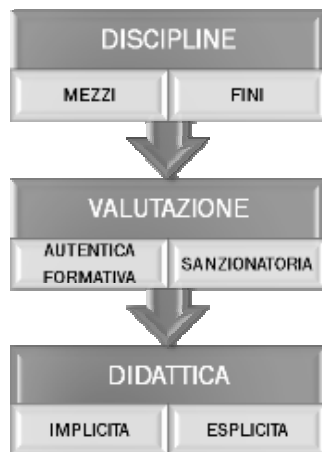 DISCIPLINE
MEZZI FINI
VALUTAZIONE
AUTENTICA
FORMATIVA
SANZIONATORIA
DIDATTICA
IMPLICITA ESPLICITA